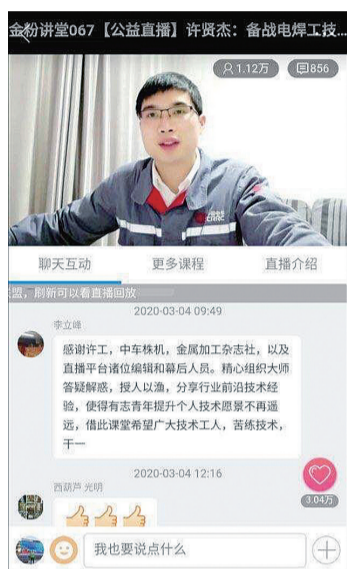 金粉讲堂067【公益直播】许贤杰：备战电焊工技...
1.12万
856
CRRC
聊天互动
更多课程
直播介绍
盟，刷新可以看直播回放
2020-03-04 09:49
李立峰
感谢许工，中车株机，金属加工杂志社，以及
直播平台诸位编辑和幕后人员。精心组织大师
答疑解惑，授人以渔，分享行业前沿技术经
验，使得有志青年提升个人技术愿景不再遥
远，借此课堂希望广大技术工人，苦练技术，
干一
2020-03-04 12:16
西葫芦 光明
3.04万
我也要说点什么